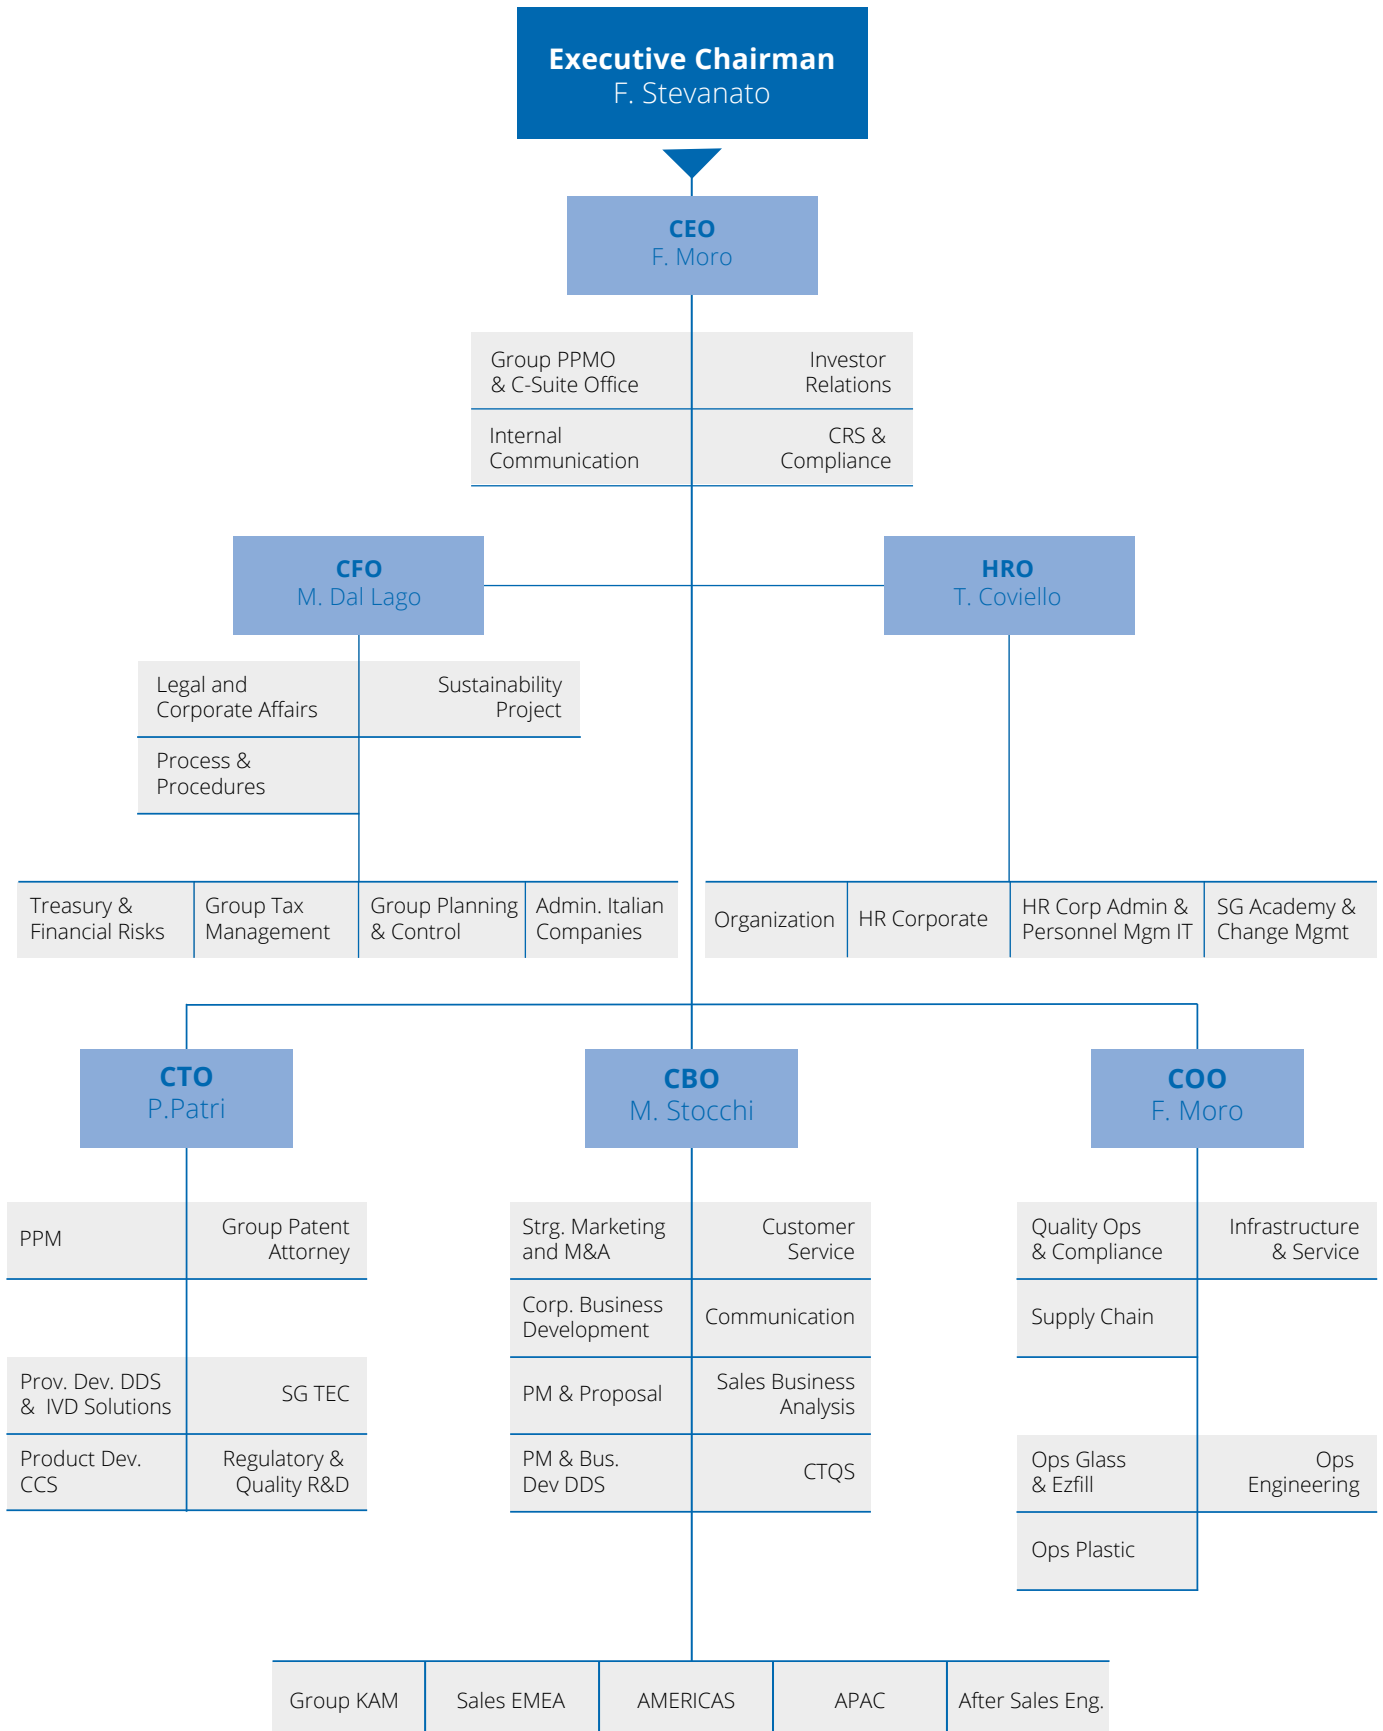 Executive Chairman
F. Stevanato
CEO
F. Moro
Group PPMO
& C-Suite Office
Investor
Relations
Internal
Communication
CRS &
Compliance
CFO
M. Dal Lago
HRO
T. Coviello
Legal and
Corporate Affairs
Sustainability
Project
Process &
Procedures
Treasury &
Financial Risks
Group Tax
Management
Group Planning
& Control
Admin. Italian
Companies
Organization
HR Corporate
HR Corp Admin &
Personnel Mgm IT
SG Academy &
Change Mgmt
CTO
P.Patri
CBO
M. Stocchi
COO
F. Moro
PPM
Group Patent
Attorney
Prov. Dev. DDS
& IVD Solutions
SG TEC
Product Dev.
CCS
Regulatory &
Quality R&D
Strg. Marketing
and M&A
Customer
Service
Corp. Business
Development
Communication
PM & Proposal
Sales Business
Analysis
PM & Bus.
Dev DDS
CTQS
Quality Ops
& Compliance
Infrastructure
& Service
Supply Chain
Ops Glass
& Ezfill
Ops
Engineering
Ops Plastic
Group KAM
Sales EMEA
AMERICAS
APAC
After Sales Eng.